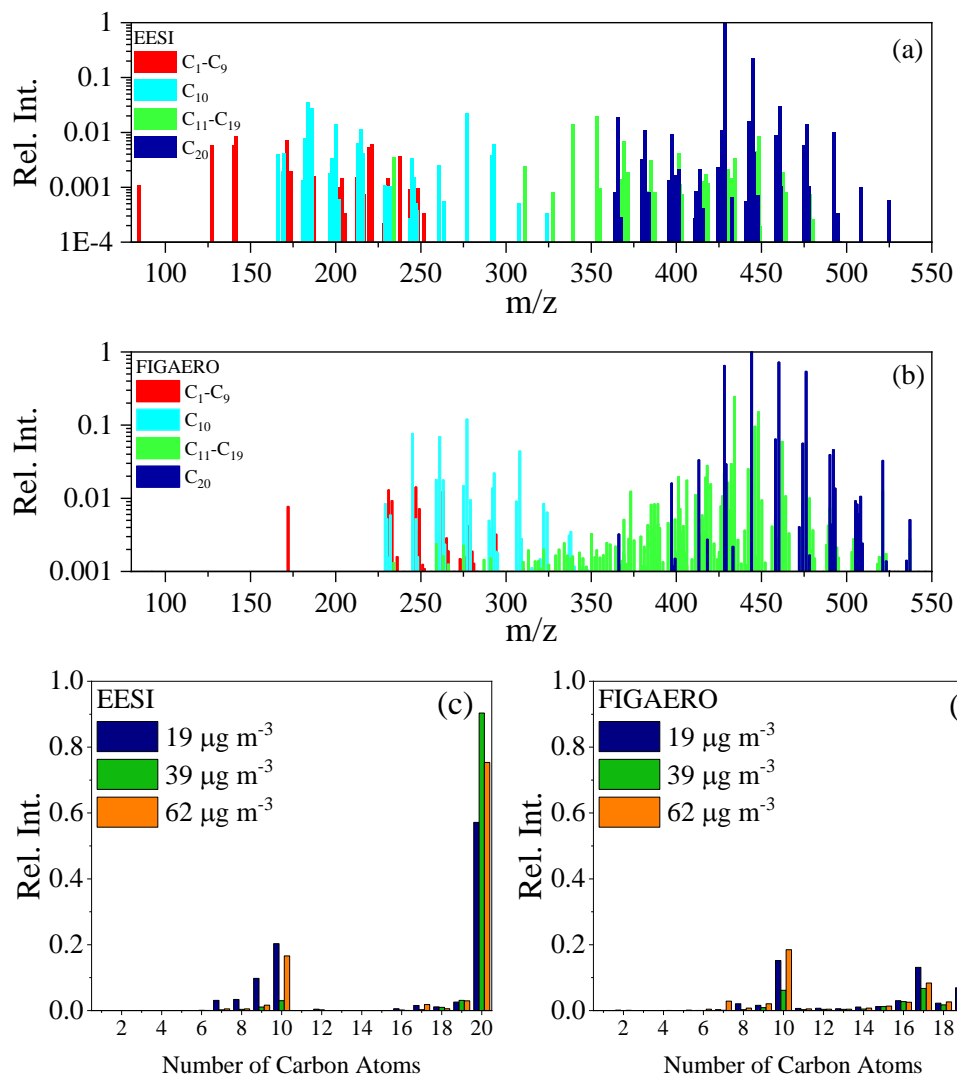 EESI
(a)
C₁-C₉
C₁₀
C₁₁-C₁₉
C₂₀
Rel. Int.
1
0.1
0.01
0.001
1E-4
100 150 200 250 300 350 400 450 500 550
m/z
FIGAERO
(b)
C₁-C₉
C₁₀
C₁₁-C₁₉
C₂₀
Rel. Int.
1
0.1
0.01
0.001
100 150 200 250 300 350 400 450 500 550
m/z
EESI
(c)
19 μg m⁻³
39 μg m⁻³
62 μg m⁻³
Rel. Int.
1.0
0.8
0.6
0.4
0.2
0.0
2 4 6 8 10 12 14 16 18 20
Number of Carbon Atoms
FIGAERO
(
19 μg m⁻³
39 μg m⁻³
62 μg m⁻³
Rel. Int.
1.0
0.8
0.6
0.4
0.2
0.0
2 4 6 8 10 12 14 16 18
Number of Carbon Atoms